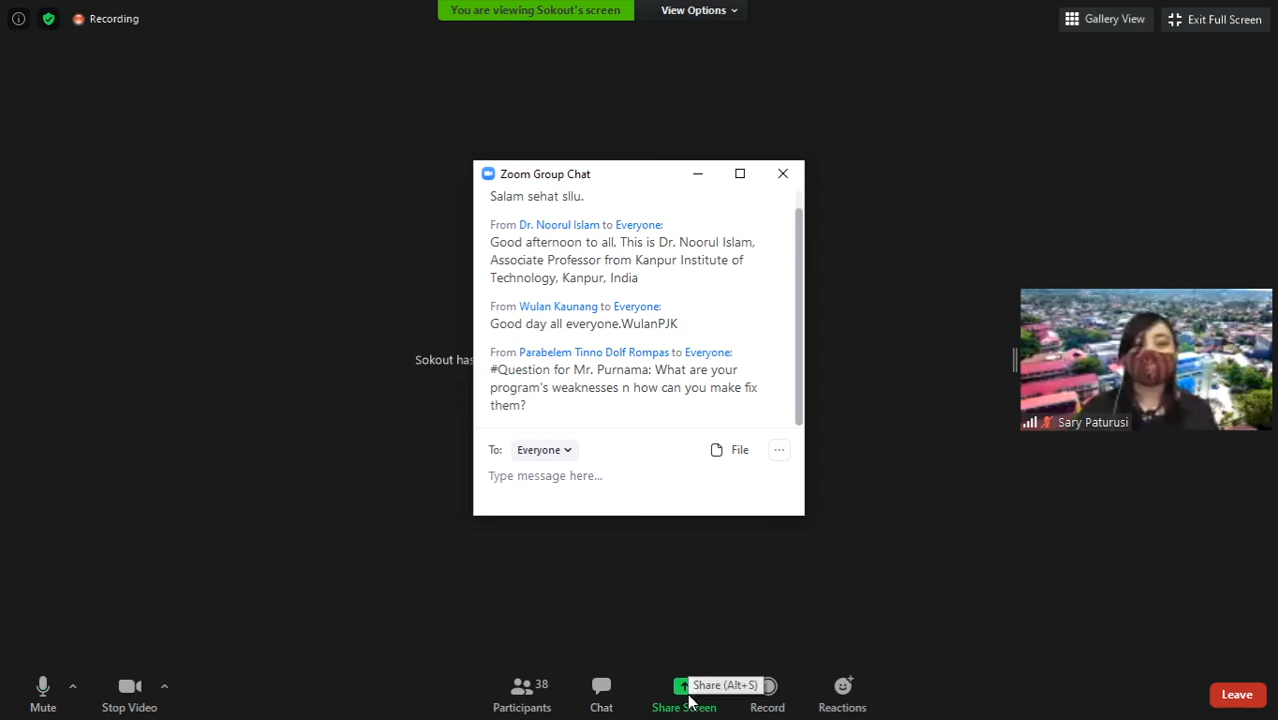 Recording
You are viewing Sokout's screen
View Options
Gallery View
Exit Full Screen
Zoom Group Chat
Salam sehat sllu.
From Dr. Noorul Islam to Everyone:
Good afternoon to all, This is Dr. Noorul Islam,
Associate Professor from Kanpur Institute of
Technology, Kanpur, India
From Wulan Kaunang to Everyone:
Good day all everyone.WulanPJK
From Parabelem Tinno Dolf Rompas to Everyone:
#Question for Mr. Purnama: What are your
program's weaknesses n how can you make fix
them?
Sokout has
To: Everyone
File
Type message here...
Sary Paturusi
Mute
Stop Video
38
Participants
Chat
Share (Alt+S)
Share Screen
Record
Reactions
Leave